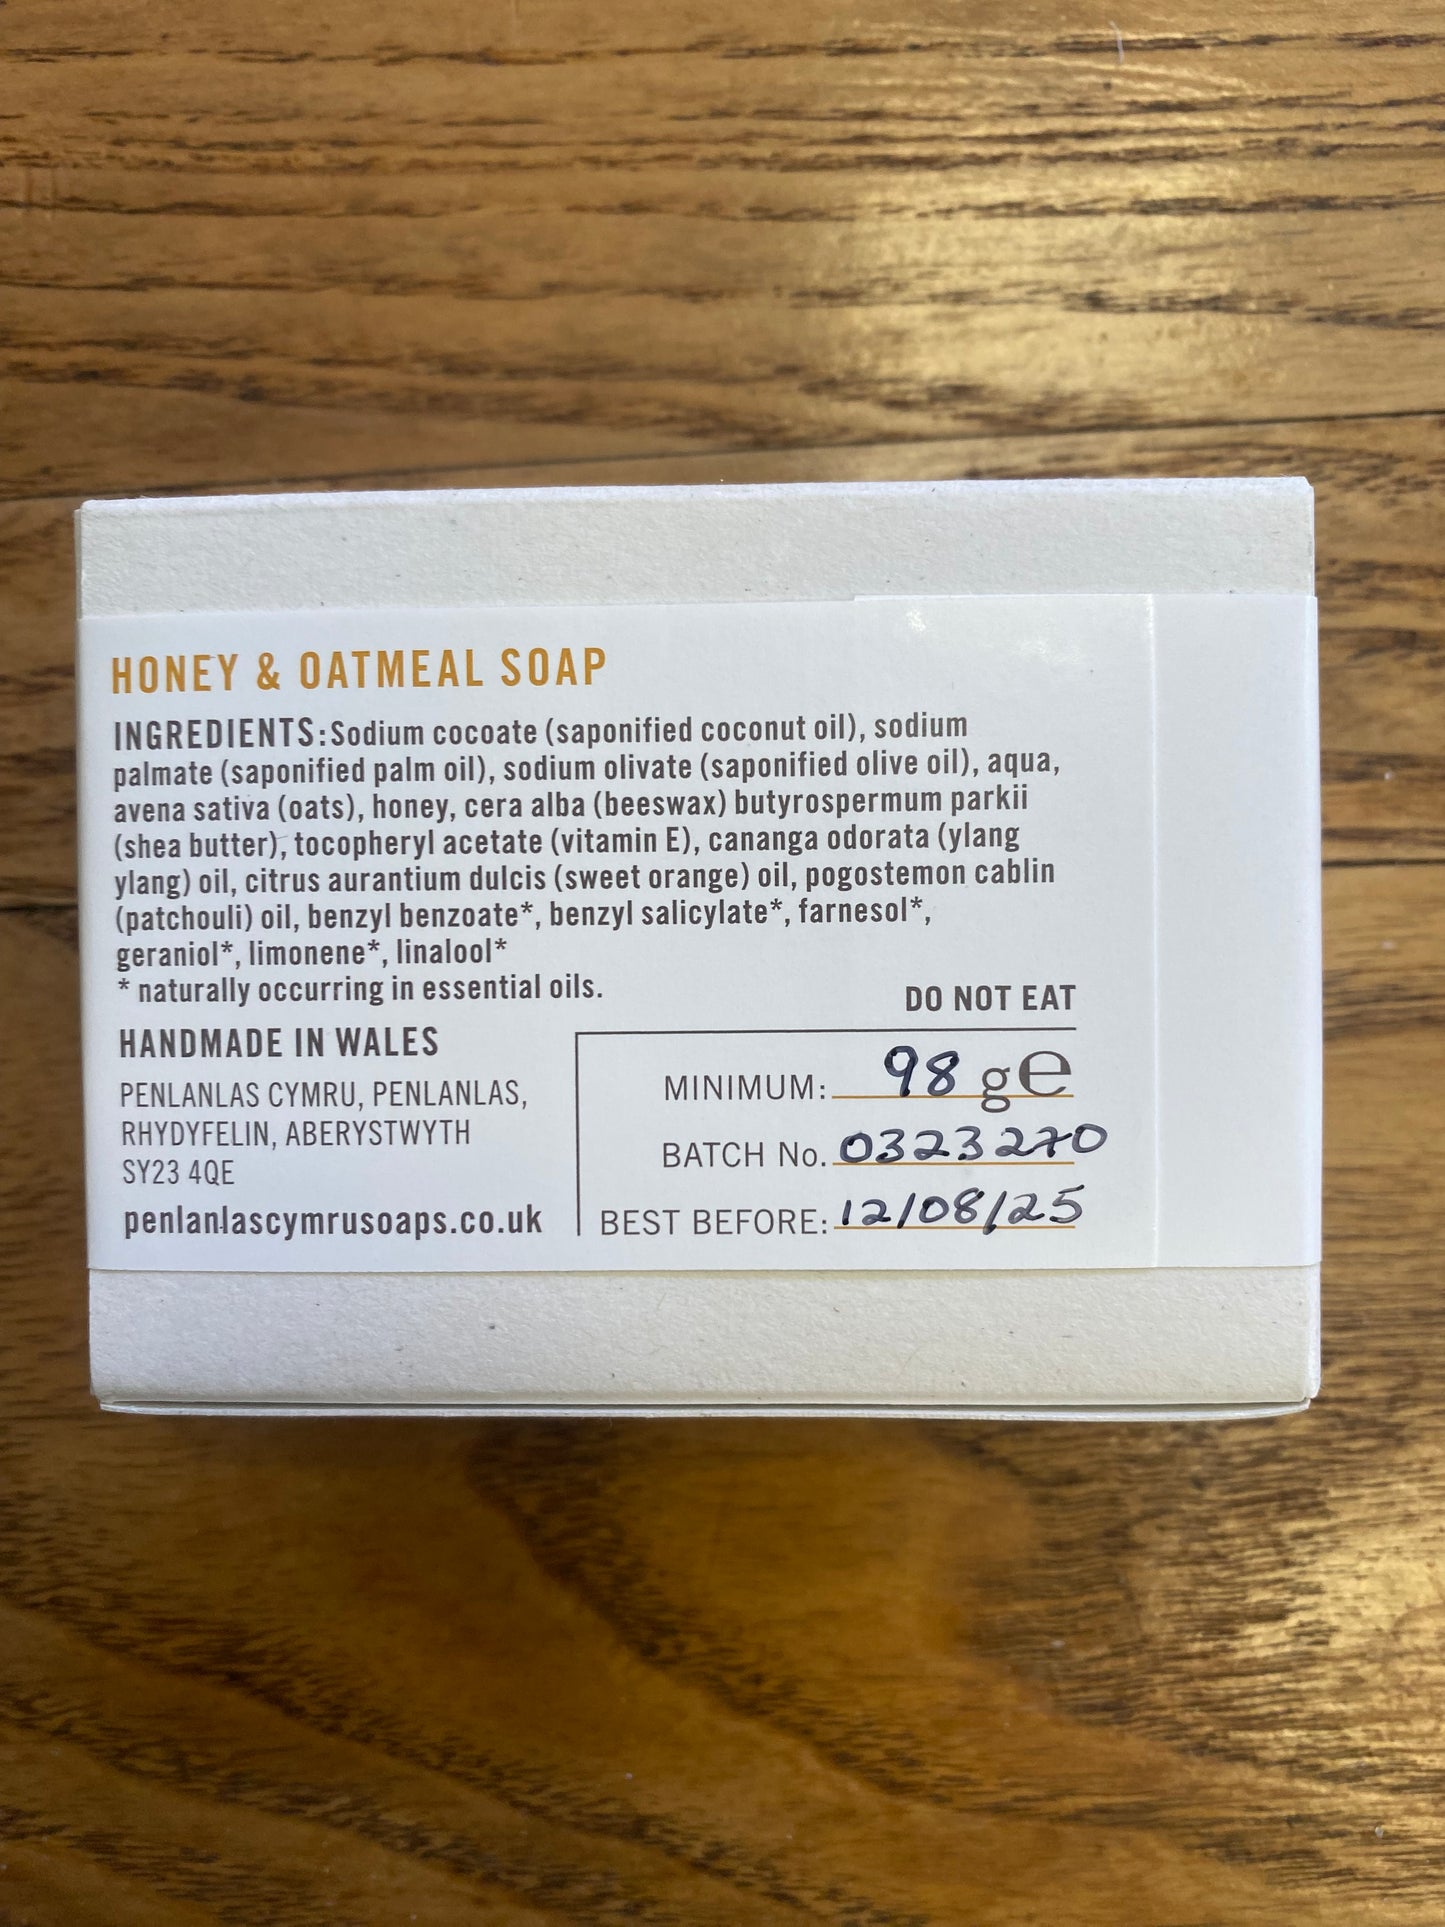 HONEY & OATMEAL SOAP
INGREDIENTS: Sodium cocoate (saponified coconut oil), sodium
palmate (saponified palm oil), sodium olivate (saponified olive oil), aqua,
avena sativa (oats), honey, cera alba (beeswax) butyrospermum parkii
(shea butter), tocopheryl acetate (vitamin E), cananga odorata (ylang
ylang) oil, citrus aurantium dulcis (sweet orange) oil, pogostemon cablin
(patchouli) oil, benzyl benzoate*, benzyl salicylate*, farnesol*,
geraniol*, limonene*, linalool*
* naturally occurring in essential oils.
DO NOT EAT
HANDMADE IN WALES
PENLANLAS CYMRU, PENLANLAS,
RHYDYFELIN, ABERYSTWYTH
SY23 4QE
penlanlascymrusoaps.co.uk
MINIMUM: 98 g e
BATCH No. 0323270
BEST BEFORE: 12/08/25